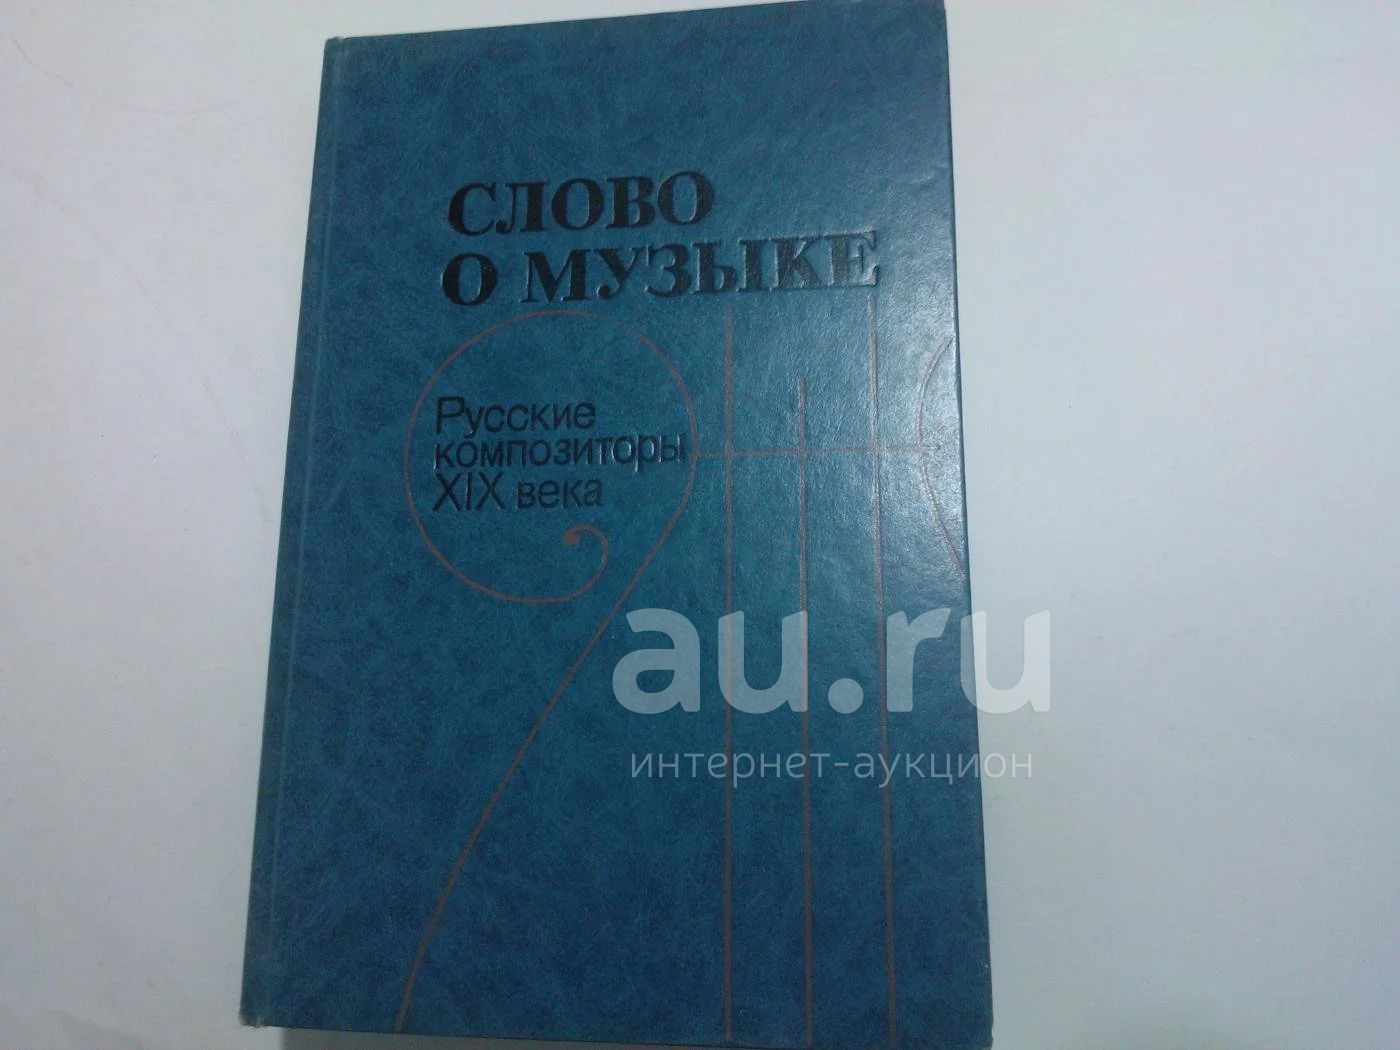 СЛОВО
О МУЗЫКЕ
Русские
композиторы
XIX века
au.ru
интернет-аукцион